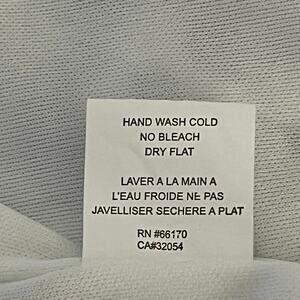 HAND WASH COLD
NO BLEACH
DRY FLAT
LAVER A LA MAIN A
L'EAU FROIDE NE PAS
JAVELLISER SECHERE A PLAT
RN #66170
CA#32054